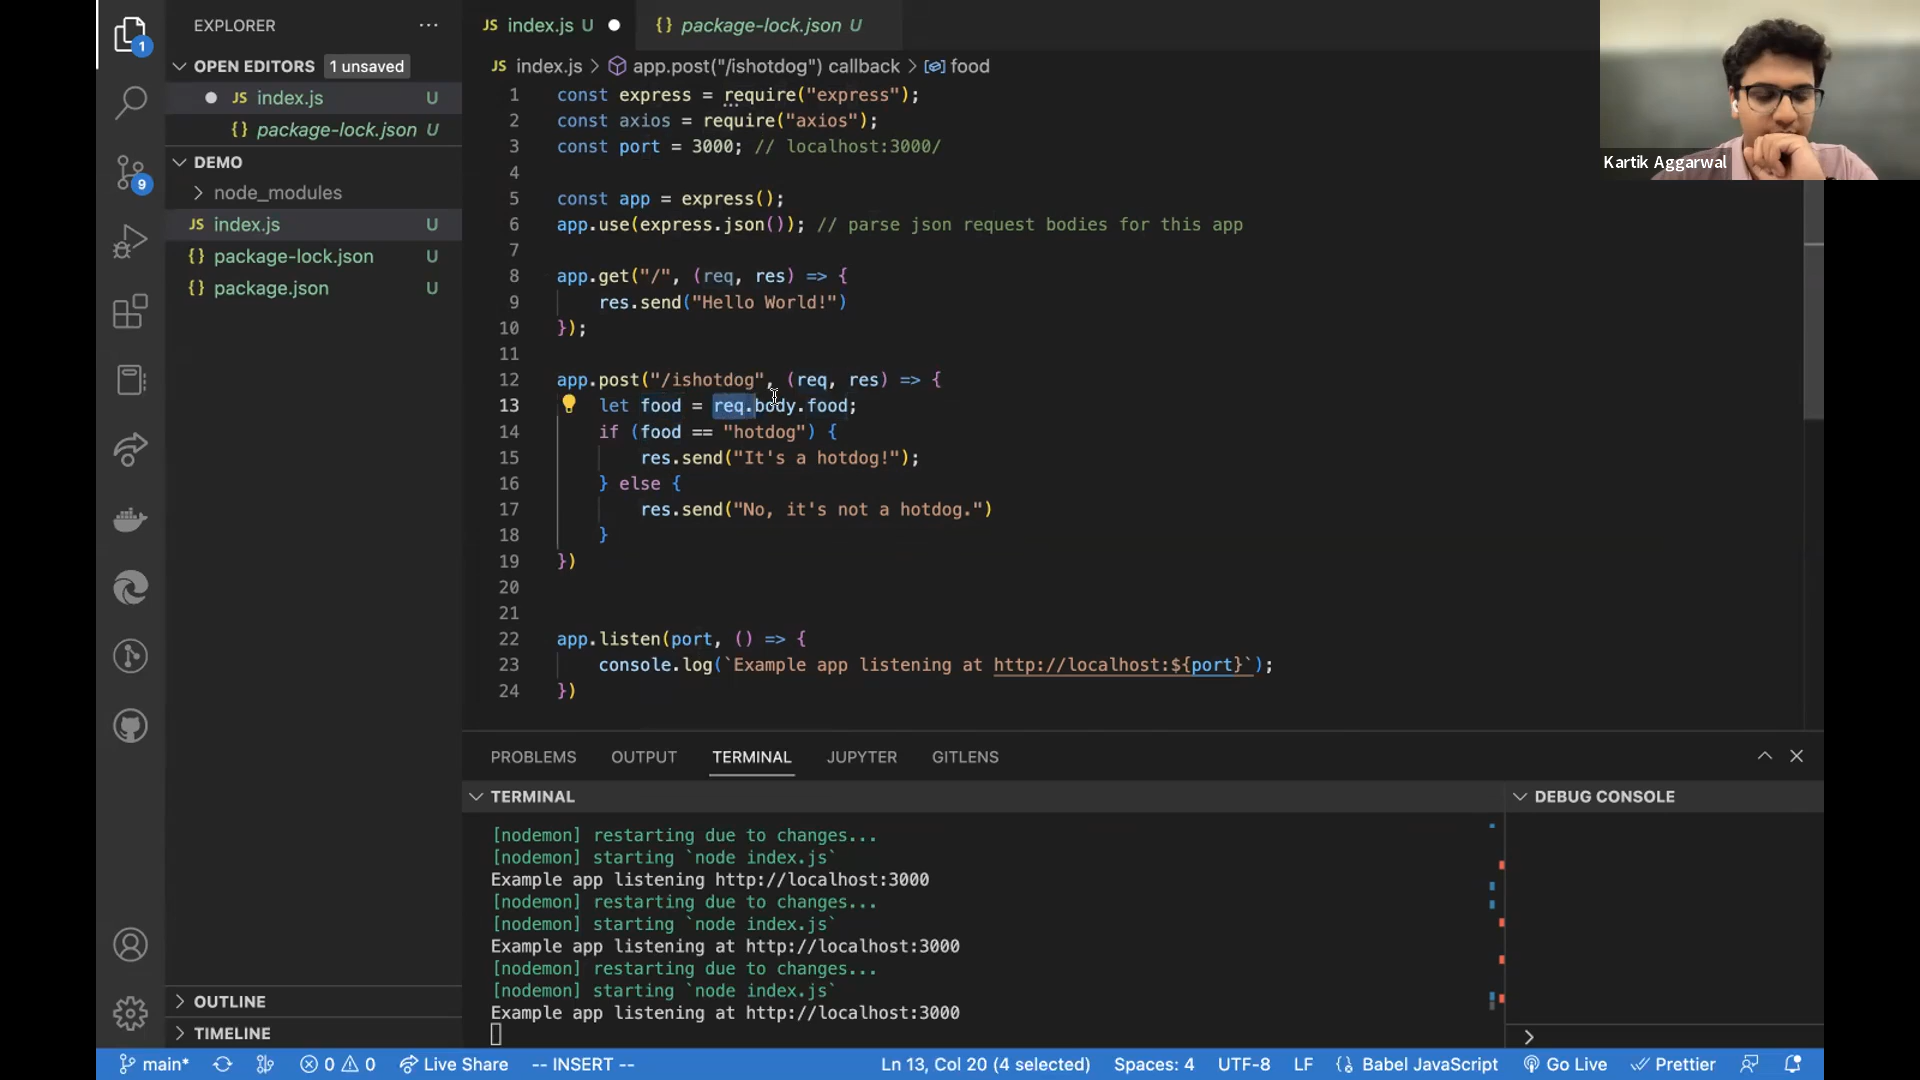 EXPLORER
OPEN EDITORS 1 unsaved
JS index.js U
{} package-lock.json U
DEMO
node_modules
JS index.js U
{} package-lock.json U
{} package.json U
OUTLINE
TIMELINE
1
9
JS index.js U
{} package-lock.json U
JS index.js > app.post("/ishotdog") callback > food
1 const express = require("express");
2 const axios = require("axios");
3 const port = 3000; // localhost:3000/
4
5 const app = express();
6 app.use(express.json()); // parse json request bodies for this app
7
8 app.get("/", (req, res) => {
9 res.send("Hello World!")
10 });
11
12 app.post("/ishotdog", (req, res) => {
13 let food = req.body.food;
14 if (food == "hotdog") {
15 res.send("It's a hotdog!");
16 } else {
17 res.send("No, it's not a hotdog.")
18 }
19 })
20
21
22 app.listen(port, () => {
23 console.log(`Example app listening at http://localhost:${port}`);
24 })
Kartik Aggarwal
PROBLEMS OUTPUT TERMINAL JUPYTER GITLENS
TERMINAL
[nodemon] restarting due to changes...
[nodemon] starting `node index.js`
Example app listening http://localhost:3000
[nodemon] restarting due to changes...
[nodemon] starting `node index.js`
Example app listening at http://localhost:3000
[nodemon] restarting due to changes...
[nodemon] starting `node index.js`
Example app listening at http://localhost:3000
DEBUG CONSOLE
main* 0 0 Live Share -- INSERT -- Ln 13, Col 20 (4 selected) Spaces: 4 UTF-8 LF {} Babel JavaScript Go Live Prettier